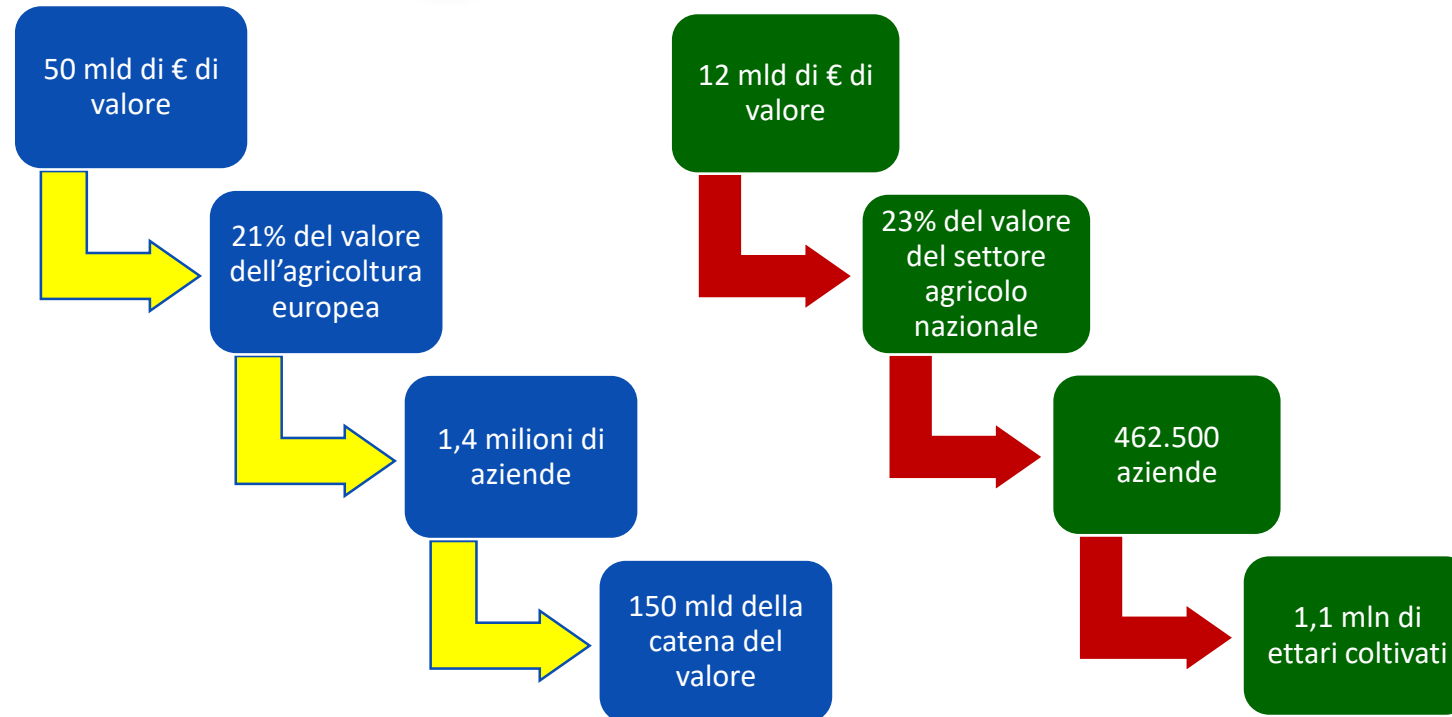 50 mld di € di
valore
21% del valore
dell’agricoltura
europea
1,4 milioni di
aziende
150 mld della
catena del
valore
12 mld di € di
valore
23% del valore
del settore
agricolo
nazionale
462.500
aziende
1,1 mln di
ettari coltivati